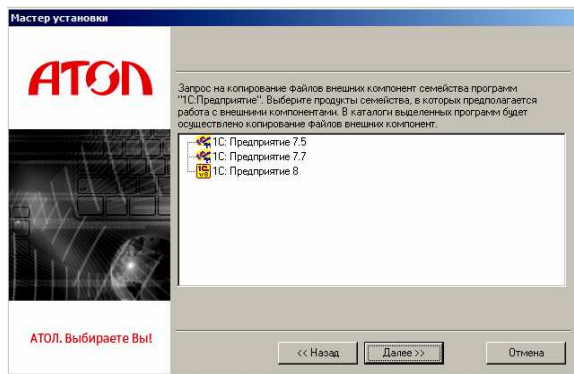 Мастер установки
АТОЛ
Запрос на копирование файлов внешних компонент семейства программ
"1С:Предприятие". Выберите продукты семейства, в которых предполагается
работа с внешними компонентами. В каталоги выделенных программ будет
осуществлено копирование файлов внешних компонент.
1С: Предприятие 7.5
1С: Предприятие 7.7
1С: Предприятие 8
АТОЛ. Выбираете Вы!
<< Назад
Далее >>
Отмена